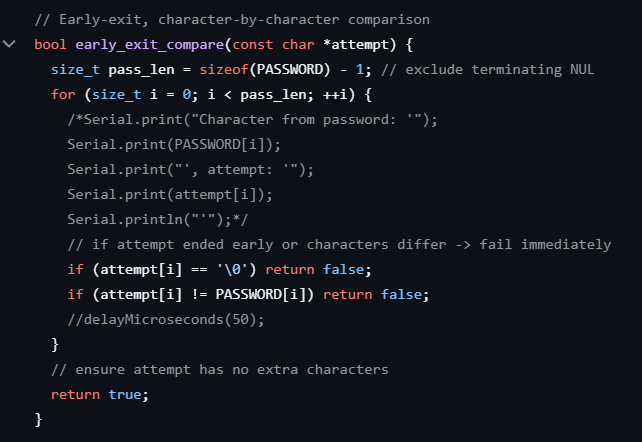 // Early-exit, character-by-character comparison
bool early_exit_compare(const char *attempt) {
  size_t pass_len = sizeof(PASSWORD) - 1; // exclude terminating NUL
  for (size_t i = 0; i < pass_len; ++i) {
    /*Serial.print("Character from password: '");
    Serial.print(PASSWORD[i]);
    Serial.print("', attempt: '");
    Serial.print(attempt[i]);
    Serial.println("'");*/
    // if attempt ended early or characters differ -> fail immediately
    if (attempt[i] == '\0') return false;
    if (attempt[i] != PASSWORD[i]) return false;
    //delayMicroseconds(50);
  }
  // ensure attempt has no extra characters
  return true;
}